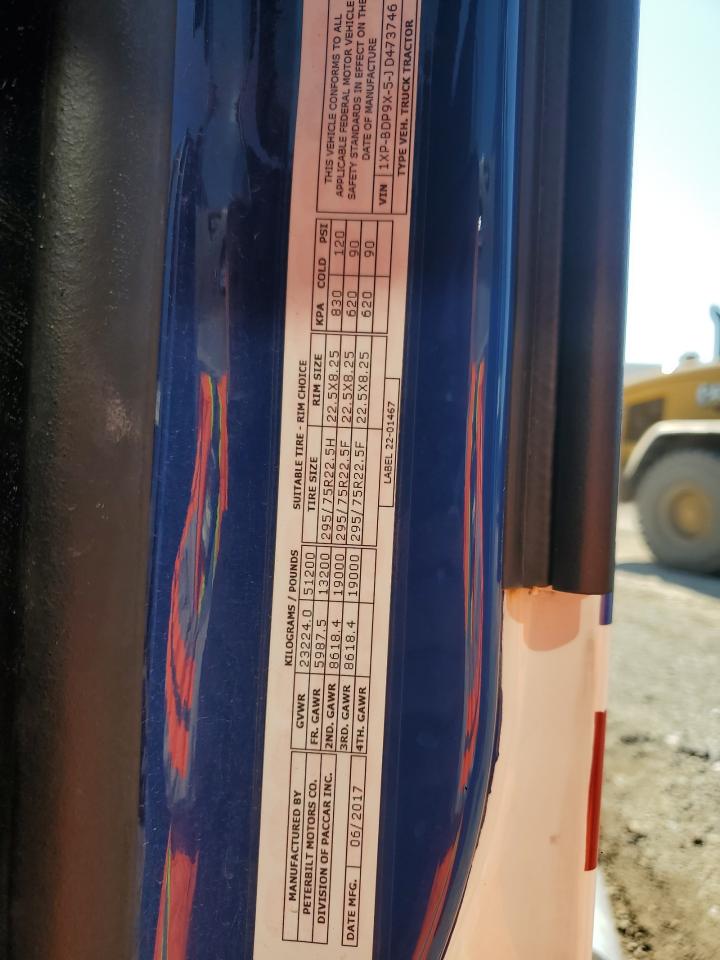 MANUFACTURED BY
PETERBILT MOTORS CO.
DIVISION OF PACCAR INC.
DATE MFG. 06/2017
KILOGRAMS / POUNDS
GVWR 23224.0 51200
FR. GAWR 5987.5 13200
2ND. GAWR 8618.4 19000
3RD. GAWR 8618.4 19000
4TH. GAWR
SUITABLE TIRE - RIM CHOICE
TIRE SIZE RIM SIZE
295/75R22.5H 22.5X8.25
295/75R22.5F 22.5X8.25
295/75R22.5F 22.5X8.25
LABEL 22-01467
KPA COLD PSI
830 120
620 90
620 90
THIS VEHICLE CONFORMS TO ALL
APPLICABLE FEDERAL MOTOR VEHICLE
SAFETY STANDARDS IN EFFECT ON THE
DATE OF MANUFACTURE
VIN 1XP-BDP9X-5-JD473746
TYPE VEH. TRUCK TRACTOR